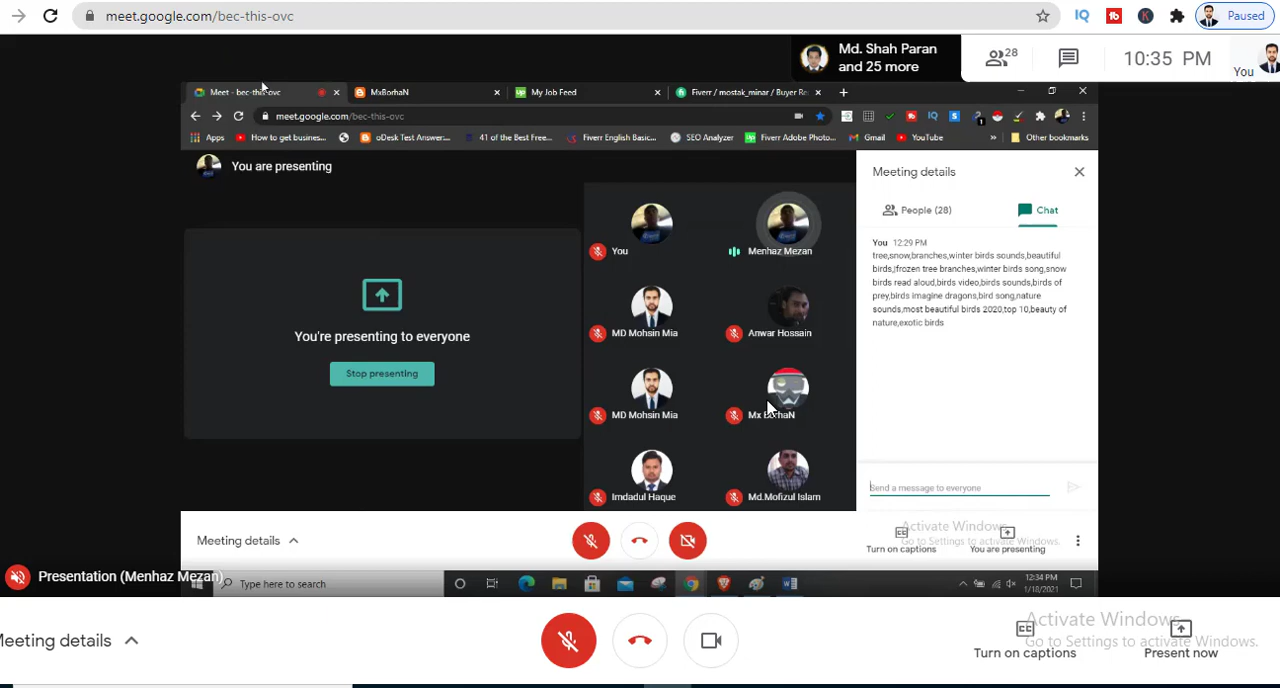 meet.google.com/bec-this-ovc
Paused
Md. Shah Paran
and 25 more
28
10:35 PM
You
Meet - bec-this-ovc
MxBorhaN
My Job Feed
Fiverr / mostak_minar / Buyer Re
meet.google.com/bec-this-ovc
Apps
How to get busines...
oDesk Test Answer...
41 of the Best Free...
Fiverr English Basic...
SEO Analyzer
Fiverr Adobe Photo...
Gmail
YouTube
»
Other bookmarks
You are presenting
You're presenting to everyone
Stop presenting
You
Menhaz Mezan
MD Mohsin Mia
Anwar Hossain
MD Mohsin Mia
Mx BorhaN
Imdadul Haque
Md.Mofizul Islam
Meeting details
People (28)
Chat
You 12:29 PM
tree,snow,branches,winter birds sounds,beautiful
birds,frozen tree branches,winter birds song,snow
birds read aloud,birds video,birds sounds,birds of
prey,birds imagine dragons,bird song,nature
sounds,most beautiful birds 2020,top 10,beauty of
nature,exotic birds
Send a message to everyone
Meeting details
Turn on captions
You are presenting
Activate Windows
Go to Settings to activate Windows.
Presentation (Menhaz Mezan)
Type here to search
12:34 PM
1/18/2021
Meeting details
Turn on captions
Present now
Activate Windows
Go to Settings to activate Windows.